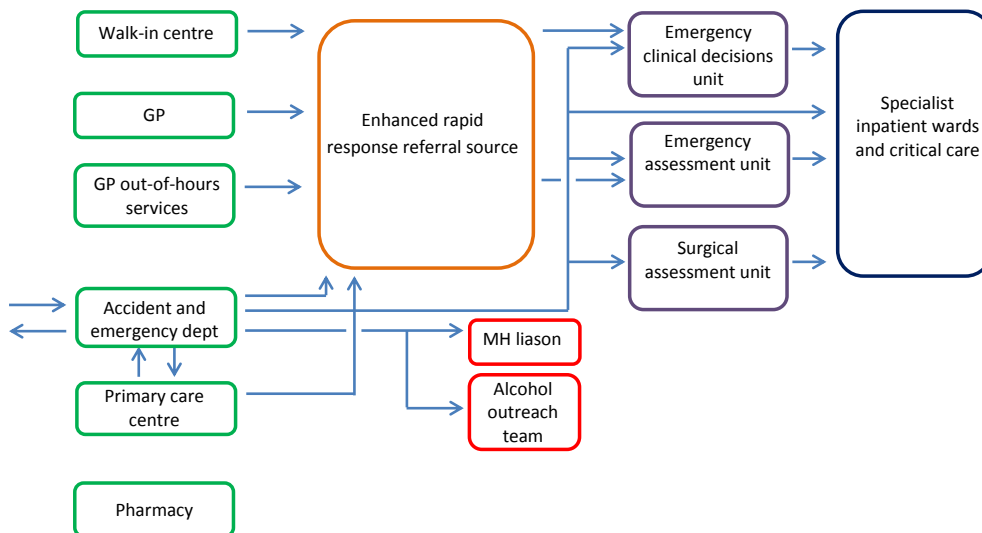 Walk-in centre
GP
GP out-of-hours
services
Accident and
emergency dept
Primary care
centre
Pharmacy
Enhanced rapid
response referral source
MH liason
Alcohol
outreach
team
Emergency
clinical decisions
unit
Emergency
assessment unit
Surgical
assessment unit
Specialist
inpatient wards
and critical care